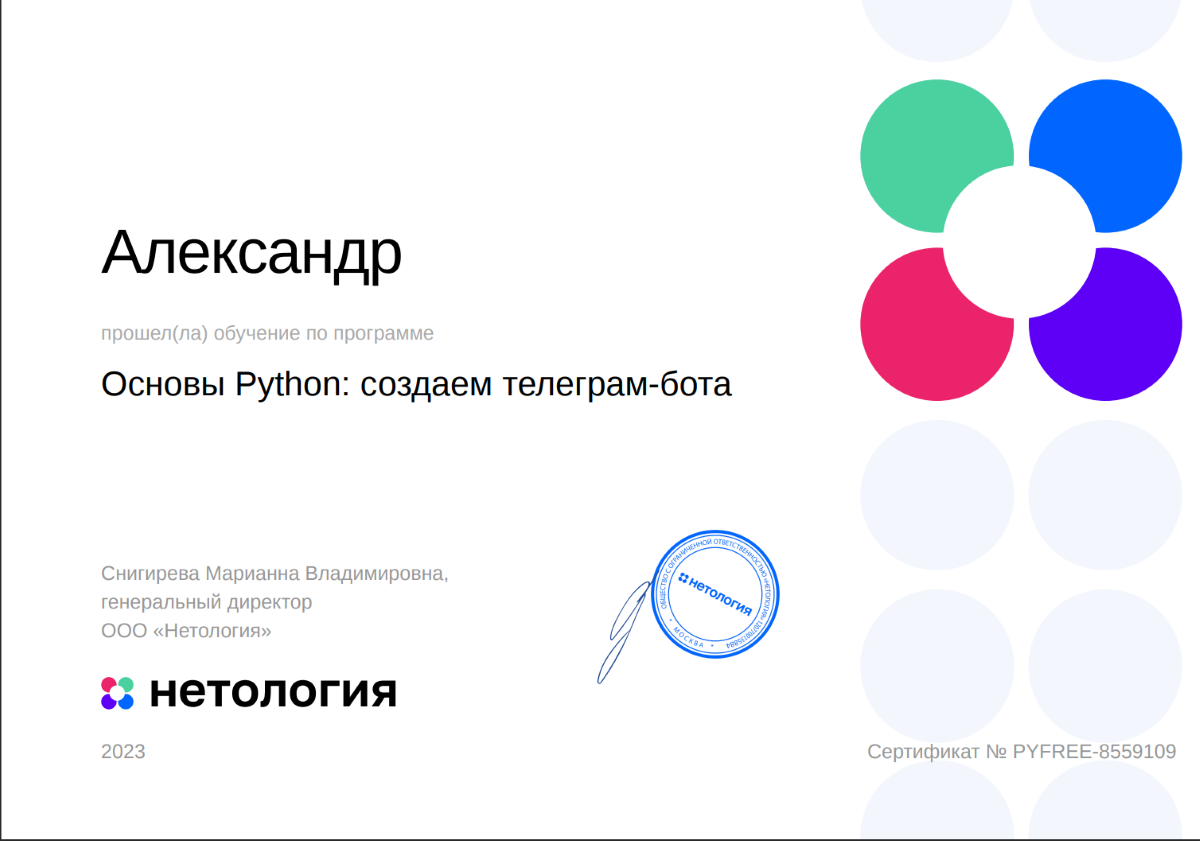 Александр
прошел(ла) обучение по программе
Основы Python: создаем телеграм-бота
Снигирева Марианна Владимировна,
генеральный директор
ООО «Нетология»
ОБЩЕСТВО С ОГРАНИЧЕННОЙ ОТВЕТСТВЕННОСТЬЮ «НЕТОЛОГИЯ»
нетология
• МОСКВА •
нетология
2023
Сертификат № PYFREE-8559109